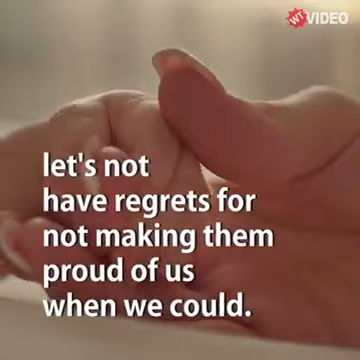 WT VIDEO
let's not
have regrets for
not making them
proud of us
when we could.